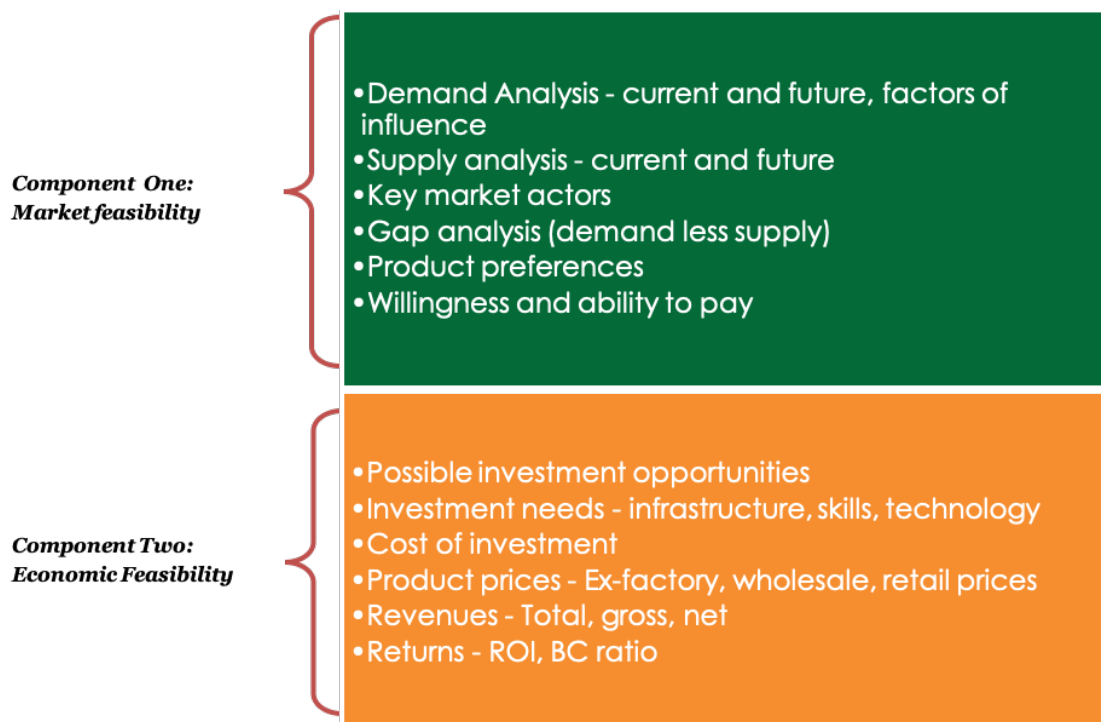 Component One:
Market feasibility
•Demand Analysis - current and future, factors of
influence
•Supply analysis - current and future
•Key market actors
•Gap analysis (demand less supply)
•Product preferences
•Willingness and ability to pay
Component Two:
Economic Feasibility
•Possible investment opportunities
•Investment needs - infrastructure, skills, technology
•Cost of investment
•Product prices - Ex-factory, wholesale, retail prices
•Revenues - Total, gross, net
•Returns - ROI, BC ratio